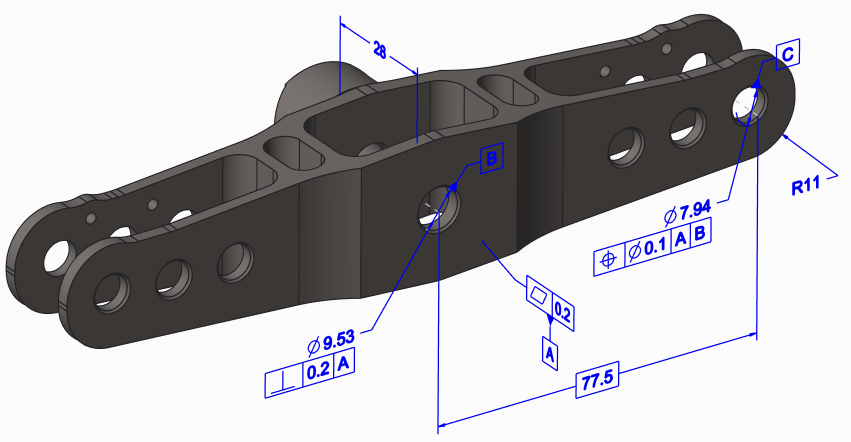 28
C
B
R11
⌀7.94
⌖ ⌀0.1 A B
⏥ 0.2
A
⌀9.53
⟂ 0.2 A
77.5